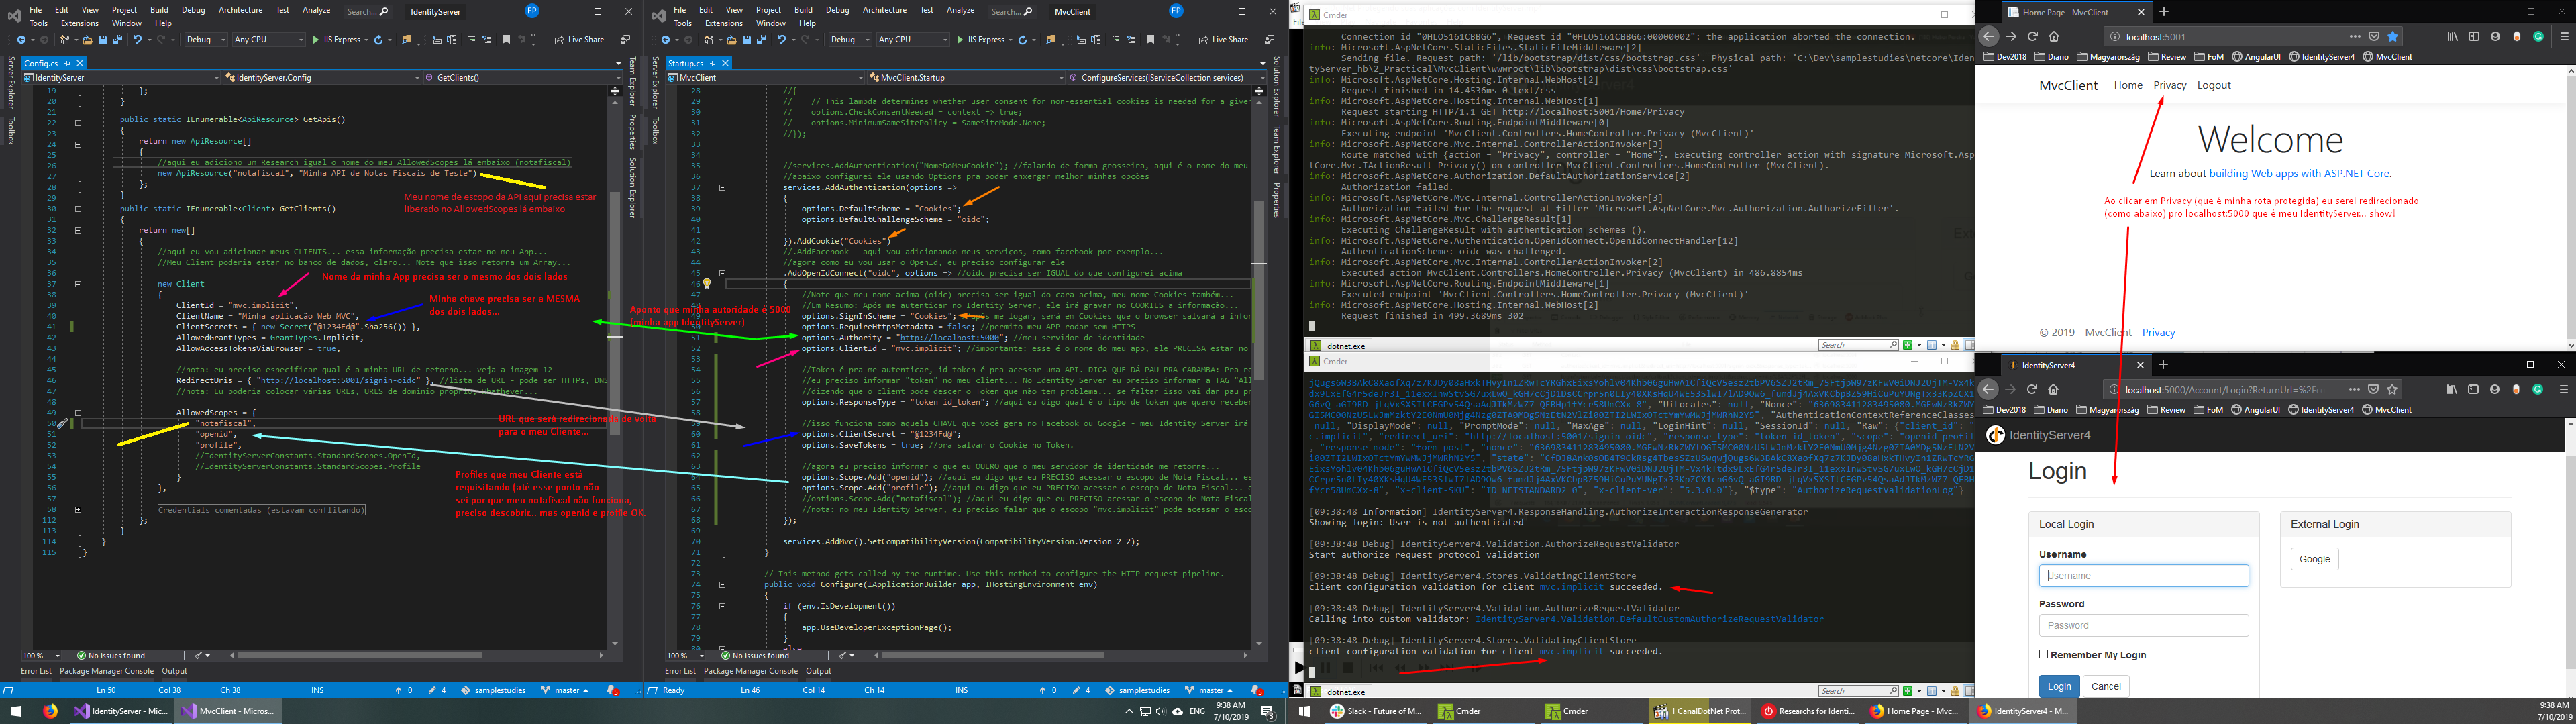 File Edit View Project Build Debug Architecture Test Analyze Search... IdentityServer FP
Tools Extensions Window Help
Debug Any CPU IIS Express Live Share
Config.cs
IdentityServer IdentityServer.Config GetClients()
19 };
20 }
21
22 public static IEnumerable<ApiResource> GetApis()
23 {
24 return new ApiResource[]
25 {
26 //aqui eu adiciono um Research igual o nome do meu AllowedScopes lá embaixo (notafiscal)
27 new ApiResource("notafiscal", "Minha API de Notas Fiscais de Teste")
28 };
29 }
Meu nome de escopo da API aqui precisa estar
liberado no AllowedScopes lá embaixo
30 public static IEnumerable<Client> GetClients()
31 {
32 return new[]
33 {
34 //aqui eu vou adicionar meus CLIENTS... essa informação precisa estar no meu App...
35 //Meu Client poderia estar no banco de dados, claro... Note que isso retorna um Array...
36
Nome da minha App precisa ser o mesmo dos dois lados
37 new Client
38 {
39 ClientId = "mvc.implicit",
40 ClientName = "Minha aplicação Web MVC",
41 ClientSecrets = { new Secret("@1234Fd@".Sha256()) },
Minha chave precisa ser a MESMA
dos dois lados...
42 AllowedGrantTypes = GrantTypes.Implicit,
43 AllowAccessTokensViaBrowser = true,
44
45 //nota: eu preciso especificar qual é a minha URL de retorno... veja a imagem 12
46 RedirectUris = { "http://localhost:5001/signin-oidc" }, //lista de URL - pode ser HTTPs, DNS
47 //nota: Eu poderia colocar várias URLS, URLS de dominio proprio, whathever...
48
49 AllowedScopes = {
50 "notafiscal",
51 "openid",
52 "profile",
53 //IdentityServerConstants.StandardScopes.OpenId,
54 //IdentityServerConstants.StandardScopes.Profile
55 }
56 },
57
58 Credentials comentadas (estavam conflitando)
112 };
113 }
114 }
115 }
URL que será redirecionado de volta
para o meu Cliente...
Profiles que meu Cliente está
requisitando (até esse ponto não
sei por que meu notafiscal não funciona,
preciso descobrir... mas openid e profile OK.
100 % No issues found
Error List Package Manager Console Output
Ln 50 Col 38 Ch 38 INS 0 4 samplestudies master
File Edit View Project Build Debug Architecture Test Analyze Search... MvcClient FP
Tools Extensions Window Help
Debug Any CPU IIS Express Live Share
Startup.cs
MvcClient MvcClient.Startup ConfigureServices(IServiceCollection services)
28 //{
29 // // This lambda determines whether user consent for non-essential cookies is needed for a given
30 // options.CheckConsentNeeded = context => true;
31 // options.MinimumSameSitePolicy = SameSiteMode.None;
32 //});
33
34
35 //services.AddAuthentication("NomeDoMeuCookie"); //falando de forma grosseira, aqui é o nome do meu
36 //abaixo configurei ele usando Options pra poder enxergar melhor minhas opções
37 services.AddAuthentication(options =>
38 {
39 options.DefaultScheme = "Cookies";
40 options.DefaultChallengeScheme = "oidc";
41
42 }).AddCookie("Cookies")
43 //.AddFacebook - aqui vou adicionando meus serviços, como facebook por exemplo...
44 //agora como eu vou usar o OpenId, eu preciso configurar ele
45 .AddOpenIdConnect("oidc", options => //oidc precisa ser IGUAL do que configurei acima
46 {
47 //Note que meu nome acima (oidc) precisa ser igual do cara acima, meu nome Cookies também...
48 //Em Resumo: Após me autenticar no Identity Server, ele irá gravar no COOKIES a informação...
49 options.SignInScheme = "Cookies"; //após me logar, será em Cookies que o browser salvará a infor
50 options.RequireHttpsMetadata = false; //permito meu APP rodar sem HTTPS
51 options.Authority = "http://localhost:5000"; //meu servidor de identidade
52 options.ClientId = "mvc.implicit"; //importante: esse é o nome do meu app, ele PRECISA estar no
Aponto que minha autoridade é 5000
(minha app IdentityServer)
53
54 //Token é pra me autenticar, id_token é pra acessar uma API. DICA QUE DÁ PAU PRA CARAMBA: Pra re
55 //eu preciso informar "token" no meu client... No Identity Server eu preciso informar a TAG "All
56 //dizendo que o client pode descer o Token que não tem problema... se faltar isso vai dar pau pr
57 options.ResponseType = "token id_token"; //aqui eu digo qual é o tipo de token que quero receber
58
59 //isso funciona como aquela CHAVE que você gera no Facebook ou Google - meu Identity Server irá
60 options.ClientSecret = "@1234Fd@";
61 options.SaveTokens = true; //pra salvar o Cookie no Token.
62
63 //agora eu preciso informar o que eu QUERO que o meu servidor de identidade me retorne...
64 options.Scope.Add("openid"); //aqui eu digo que eu PRECISO acessar o escopo de Nota Fiscal... es
65 options.Scope.Add("profile"); //aqui eu digo que eu PRECISO acessar o escopo de Nota Fiscal... e
66 //options.Scope.Add("notafiscal"); //aqui eu digo que eu PRECISO acessar o escopo de Nota Fiscal
67 //nota: no meu Identity Server, eu preciso falar que o escopo "mvc.implicit" pode acessar o esco
68 });
69
70 services.AddMvc().SetCompatibilityVersion(CompatibilityVersion.Version_2_2);
71 }
72
73 // This method gets called by the runtime. Use this method to configure the HTTP request pipeline.
74 public void Configure(IApplicationBuilder app, IHostingEnvironment env)
75 {
76 if (env.IsDevelopment())
77 {
78 app.UseDeveloperExceptionPage();
79 }
80 else
100 % No issues found
Error List Package Manager Console Output
Ready Ln 46 Col 14 Ch 14 INS 0 4 samplestudies master
Server Explorer
Toolbox
Team Explorer
Properties
Solution Explorer
Cmder
Connection id "0HLO5161CBBG6", Request id "0HLO5161CBBG6:00000002": the application aborted the connection.
info: Microsoft.AspNetCore.StaticFiles.StaticFileMiddleware[2]
Sending file. Request path: '/lib/bootstrap/dist/css/bootstrap.css'. Physical path: 'C:\Dev\samplestudies\netcore\Iden
tyServer_hb\2_Practical\MvcClient\wwwroot\lib\bootstrap\dist\css\bootstrap.css'
info: Microsoft.AspNetCore.Hosting.Internal.WebHost[2]
Request finished in 14.4536ms 0 text/css
info: Microsoft.AspNetCore.Hosting.Internal.WebHost[1]
Request starting HTTP/1.1 GET http://localhost:5001/Home/Privacy
info: Microsoft.AspNetCore.Routing.EndpointMiddleware[0]
Executing endpoint 'MvcClient.Controllers.HomeController.Privacy (MvcClient)'
info: Microsoft.AspNetCore.Mvc.Internal.ControllerActionInvoker[3]
Route matched with {action = "Privacy", controller = "Home"}. Executing controller action with signature Microsoft.Asp
tCore.Mvc.IActionResult Privacy() on controller MvcClient.Controllers.HomeController (MvcClient).
info: Microsoft.AspNetCore.Authorization.DefaultAuthorizationService[2]
Authorization failed.
info: Microsoft.AspNetCore.Mvc.Internal.ControllerActionInvoker[3]
Authorization failed for the request at filter 'Microsoft.AspNetCore.Mvc.Authorization.AuthorizeFilter'.
info: Microsoft.AspNetCore.Mvc.ChallengeResult[1]
Executing ChallengeResult with authentication schemes ().
info: Microsoft.AspNetCore.Authentication.OpenIdConnect.OpenIdConnectHandler[12]
AuthenticationScheme: oidc was challenged.
info: Microsoft.AspNetCore.Mvc.Internal.ControllerActionInvoker[2]
Executed action MvcClient.Controllers.HomeController.Privacy (MvcClient) in 486.8854ms
info: Microsoft.AspNetCore.Routing.EndpointMiddleware[1]
Executed endpoint 'MvcClient.Controllers.HomeController.Privacy (MvcClient)'
info: Microsoft.AspNetCore.Hosting.Internal.WebHost[2]
Request finished in 499.3689ms 302
dotnet.exe Search
Cmder
null, "DisplayMode": null, "PromptMode": null, "MaxAge": null, "LoginHint": null, "SessionId": null, "Raw": {"client_id":
[09:38:48 Information] IdentityServer4.ResponseHandling.AuthorizeInteractionResponseGenerator
Showing login: User is not authenticated
[09:38:48 Debug] IdentityServer4.Validation.AuthorizeRequestValidator
Start authorize request protocol validation
[09:38:48 Debug] IdentityServer4.Stores.ValidatingClientStore
client configuration validation for client mvc.implicit succeeded.
[09:38:48 Debug] IdentityServer4.Validation.AuthorizeRequestValidator
Calling into custom validator: IdentityServer4.Validation.DefaultCustomAuthorizeRequestValidator
[09:38:48 Debug] IdentityServer4.Stores.ValidatingClientStore
client configuration validation for client mvc.implicit succeeded.
dotnet.exe Search
Home Page - MvcClient
localhost:5001
Dev2018 Diario Magyarország Review FoM AngularUI IdentityServer4 MvcClient
MvcClient Home Privacy Logout
Welcome
Learn about building Web apps with ASP.NET Core.
Ao clicar em Privacy (que é minha rota protegida) eu serei redirecionado
(como abaixo) pro localhost:5000 que é meu IdentityServer... show!
© 2019 - MvcClient - Privacy
IdentityServer4
localhost:5000/Account/Login?ReturnUrl=%2Fc
Dev2018 Diario Magyarország Review FoM AngularUI IdentityServer4 MvcClient
IdentityServer4
Login
Local Login
Username
Username
Password
Password
Remember My Login
Login Cancel
External Login
Google
IdentityServer - Mic... MvcClient - Micros... ENG 9:38 AM
7/10/2019
Slack - Future of M... Cmder Cmder 1 CanalDotNet Prot... Researchs for Identi... Home Page - Mvc... IdentityServer4 - M... 9:38 AM
7/10/2019